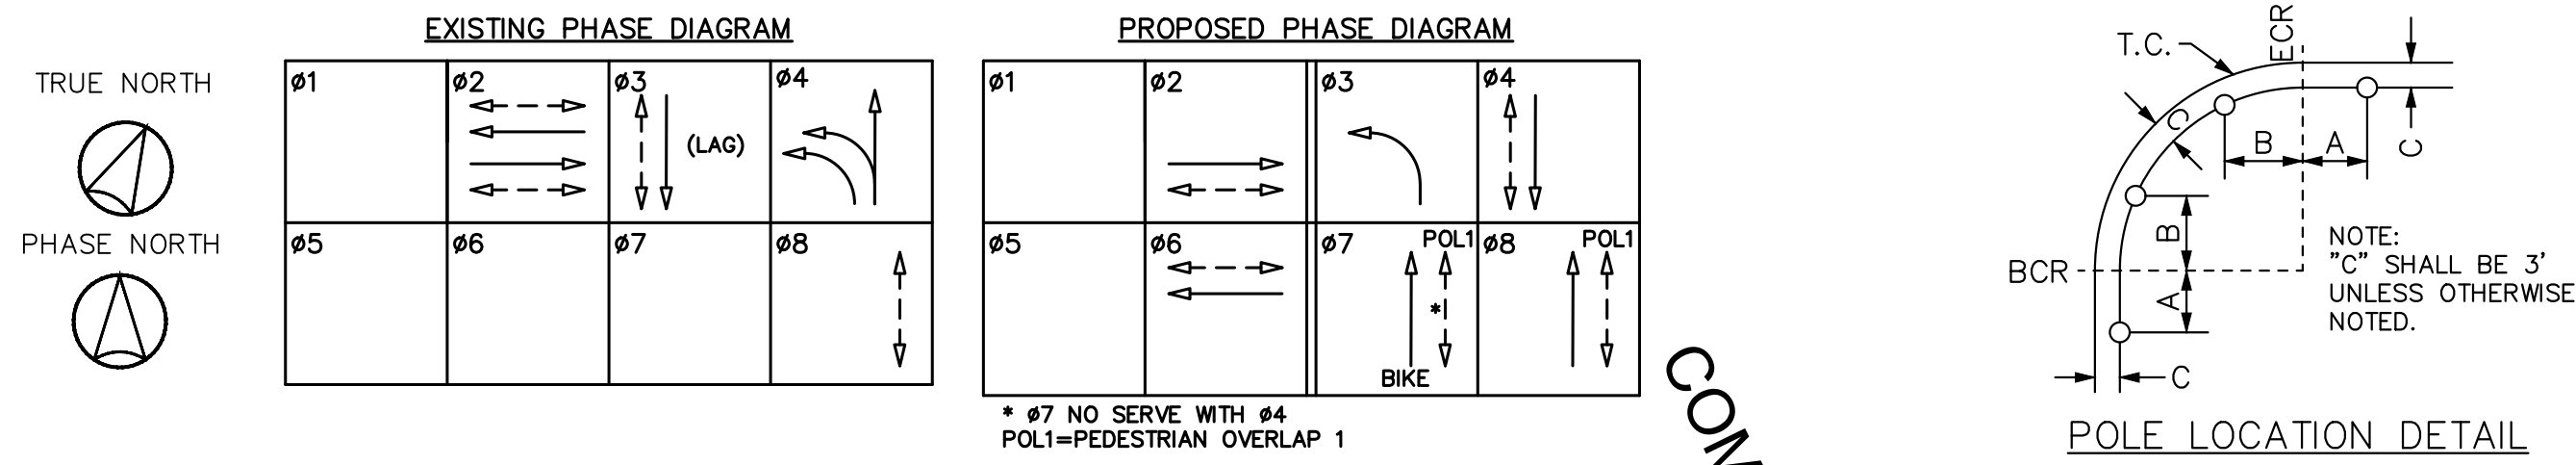 TRUE NORTH
PHASE NORTH
EXISTING PHASE DIAGRAM
ø1
ø2
ø3
(LAG)
ø4
ø5
ø6
ø7
ø8
PROPOSED PHASE DIAGRAM
ø1
ø2
ø3
ø4
ø5
ø6
ø7
POL1
*
BIKE
ø8
POL1
* ø7 NO SERVE WITH ø4
POL1=PEDESTRIAN OVERLAP 1
T.C.
ECR
C
B
A
C
B
A
BCR
C
NOTE:
"C" SHALL BE 3'
UNLESS OTHERWISE
NOTED.
POLE LOCATION DETAIL